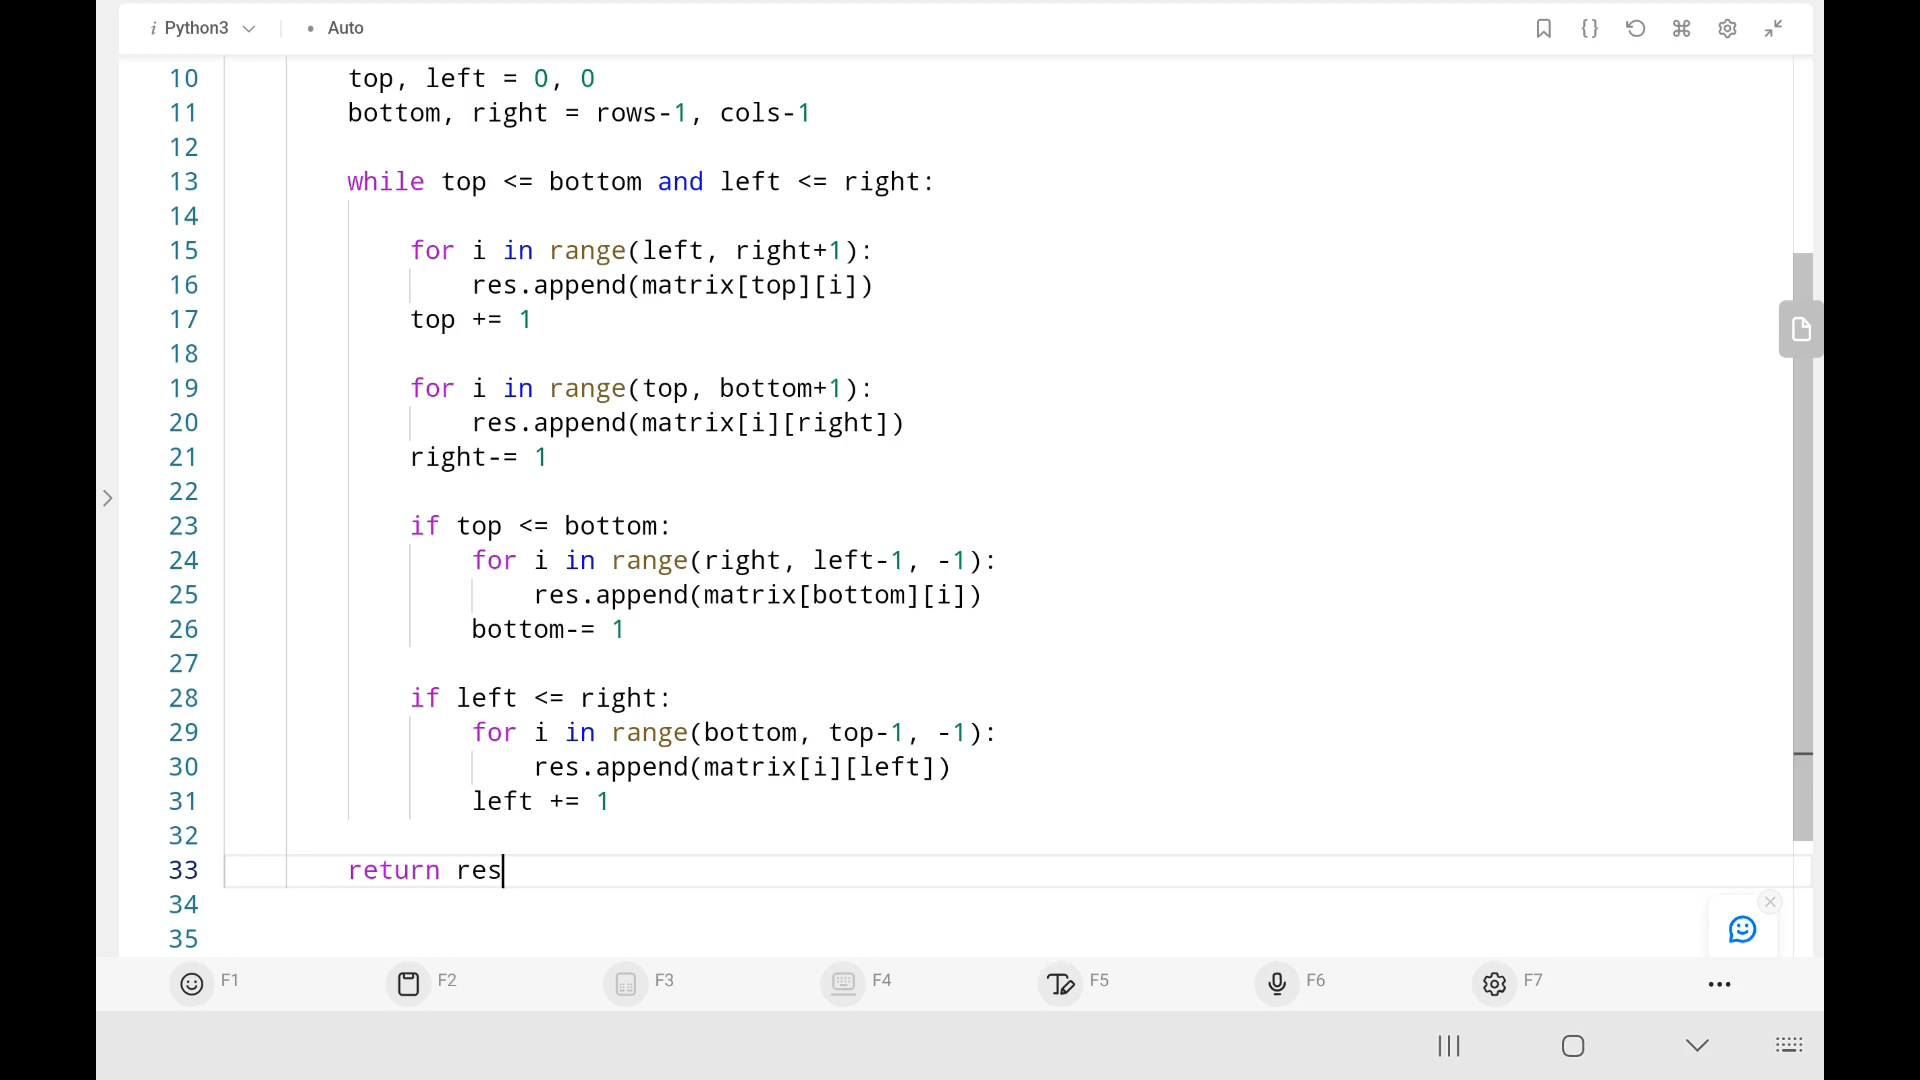 i Python3 • Auto
10 top, left = 0, 0
11 bottom, right = rows-1, cols-1
12
13 while top <= bottom and left <= right:
14
15 for i in range(left, right+1):
16 res.append(matrix[top][i])
17 top += 1
18
19 for i in range(top, bottom+1):
20 res.append(matrix[i][right])
21 right-= 1
22
23 if top <= bottom:
24 for i in range(right, left-1, -1):
25 res.append(matrix[bottom][i])
26 bottom-= 1
27
28 if left <= right:
29 for i in range(bottom, top-1, -1):
30 res.append(matrix[i][left])
31 left += 1
32
33 return res
34
35
F1 F2 F3 F4 F5 F6 F7